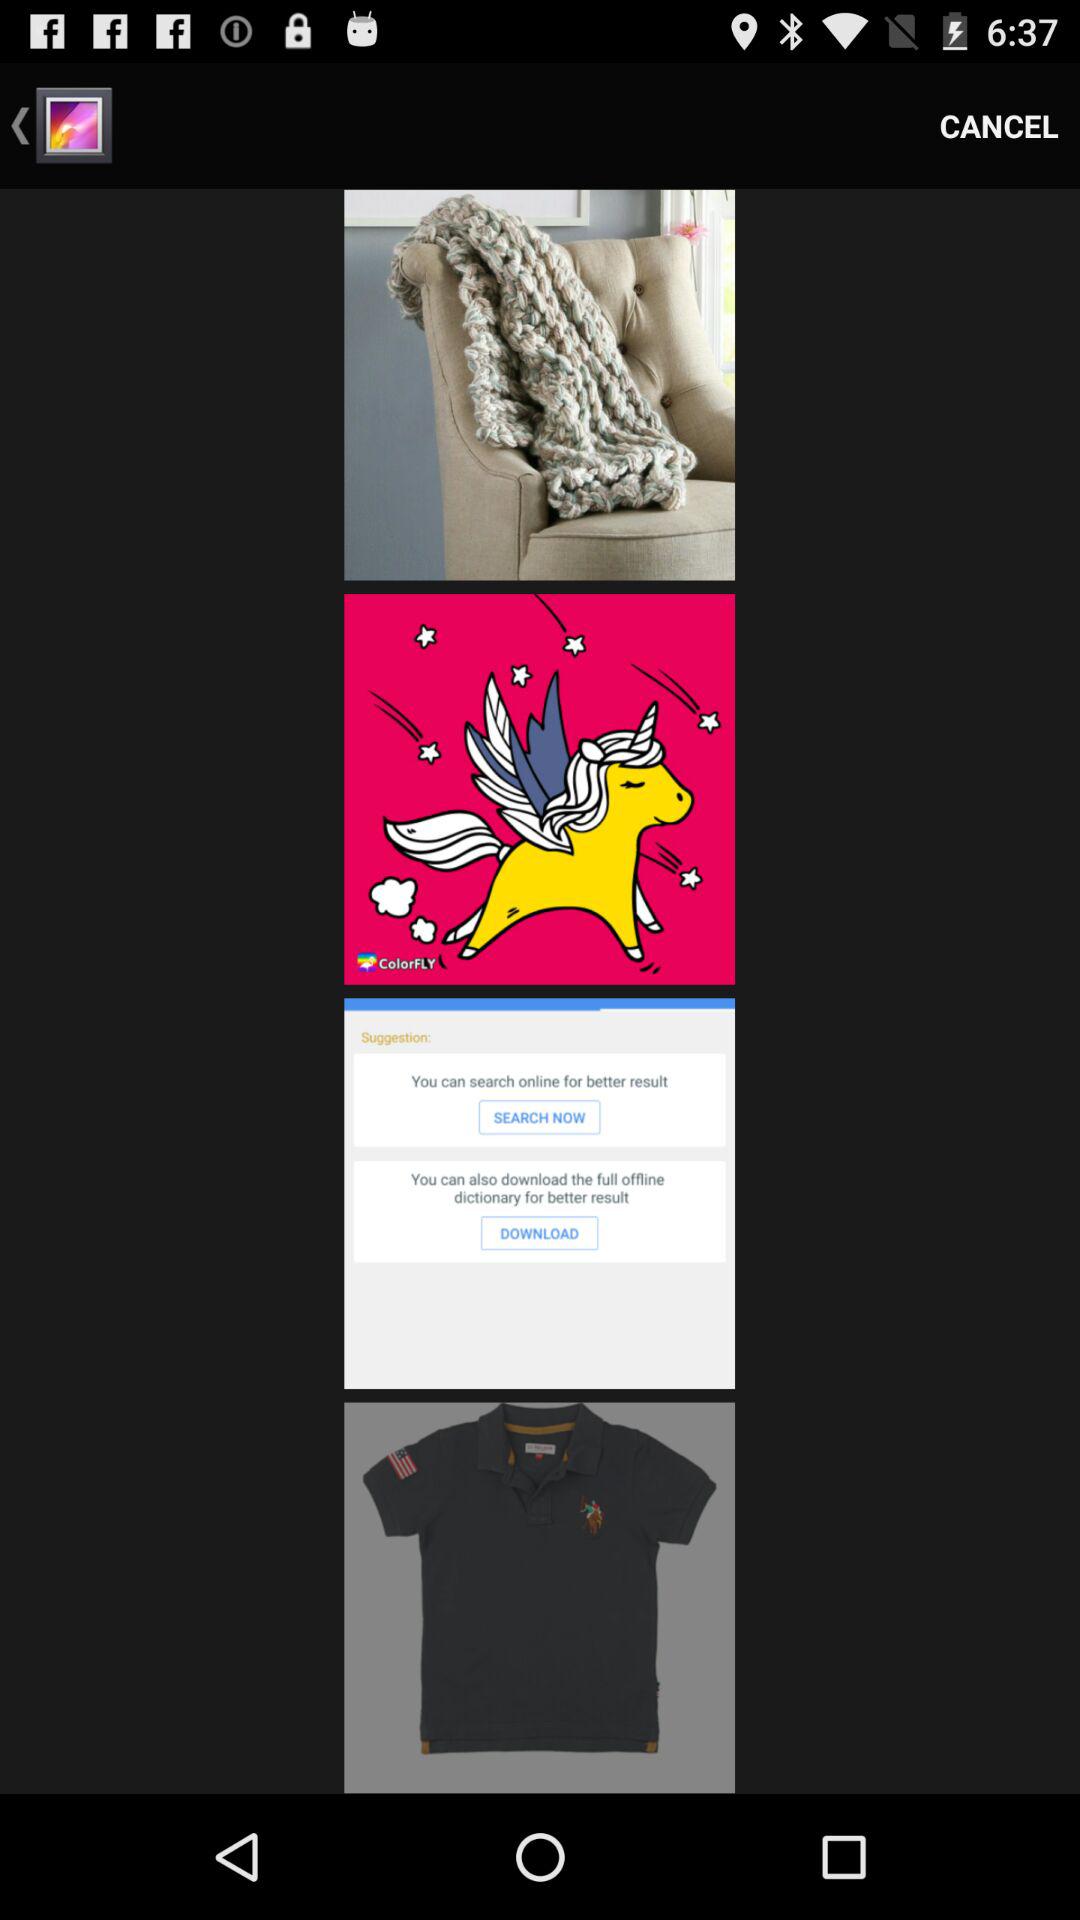 6:37
CANCEL
ColorFLY
Suggestion:
You can search online for better result
SEARCH NOW
You can also download the full offline
dictionary for better result
DOWNLOAD